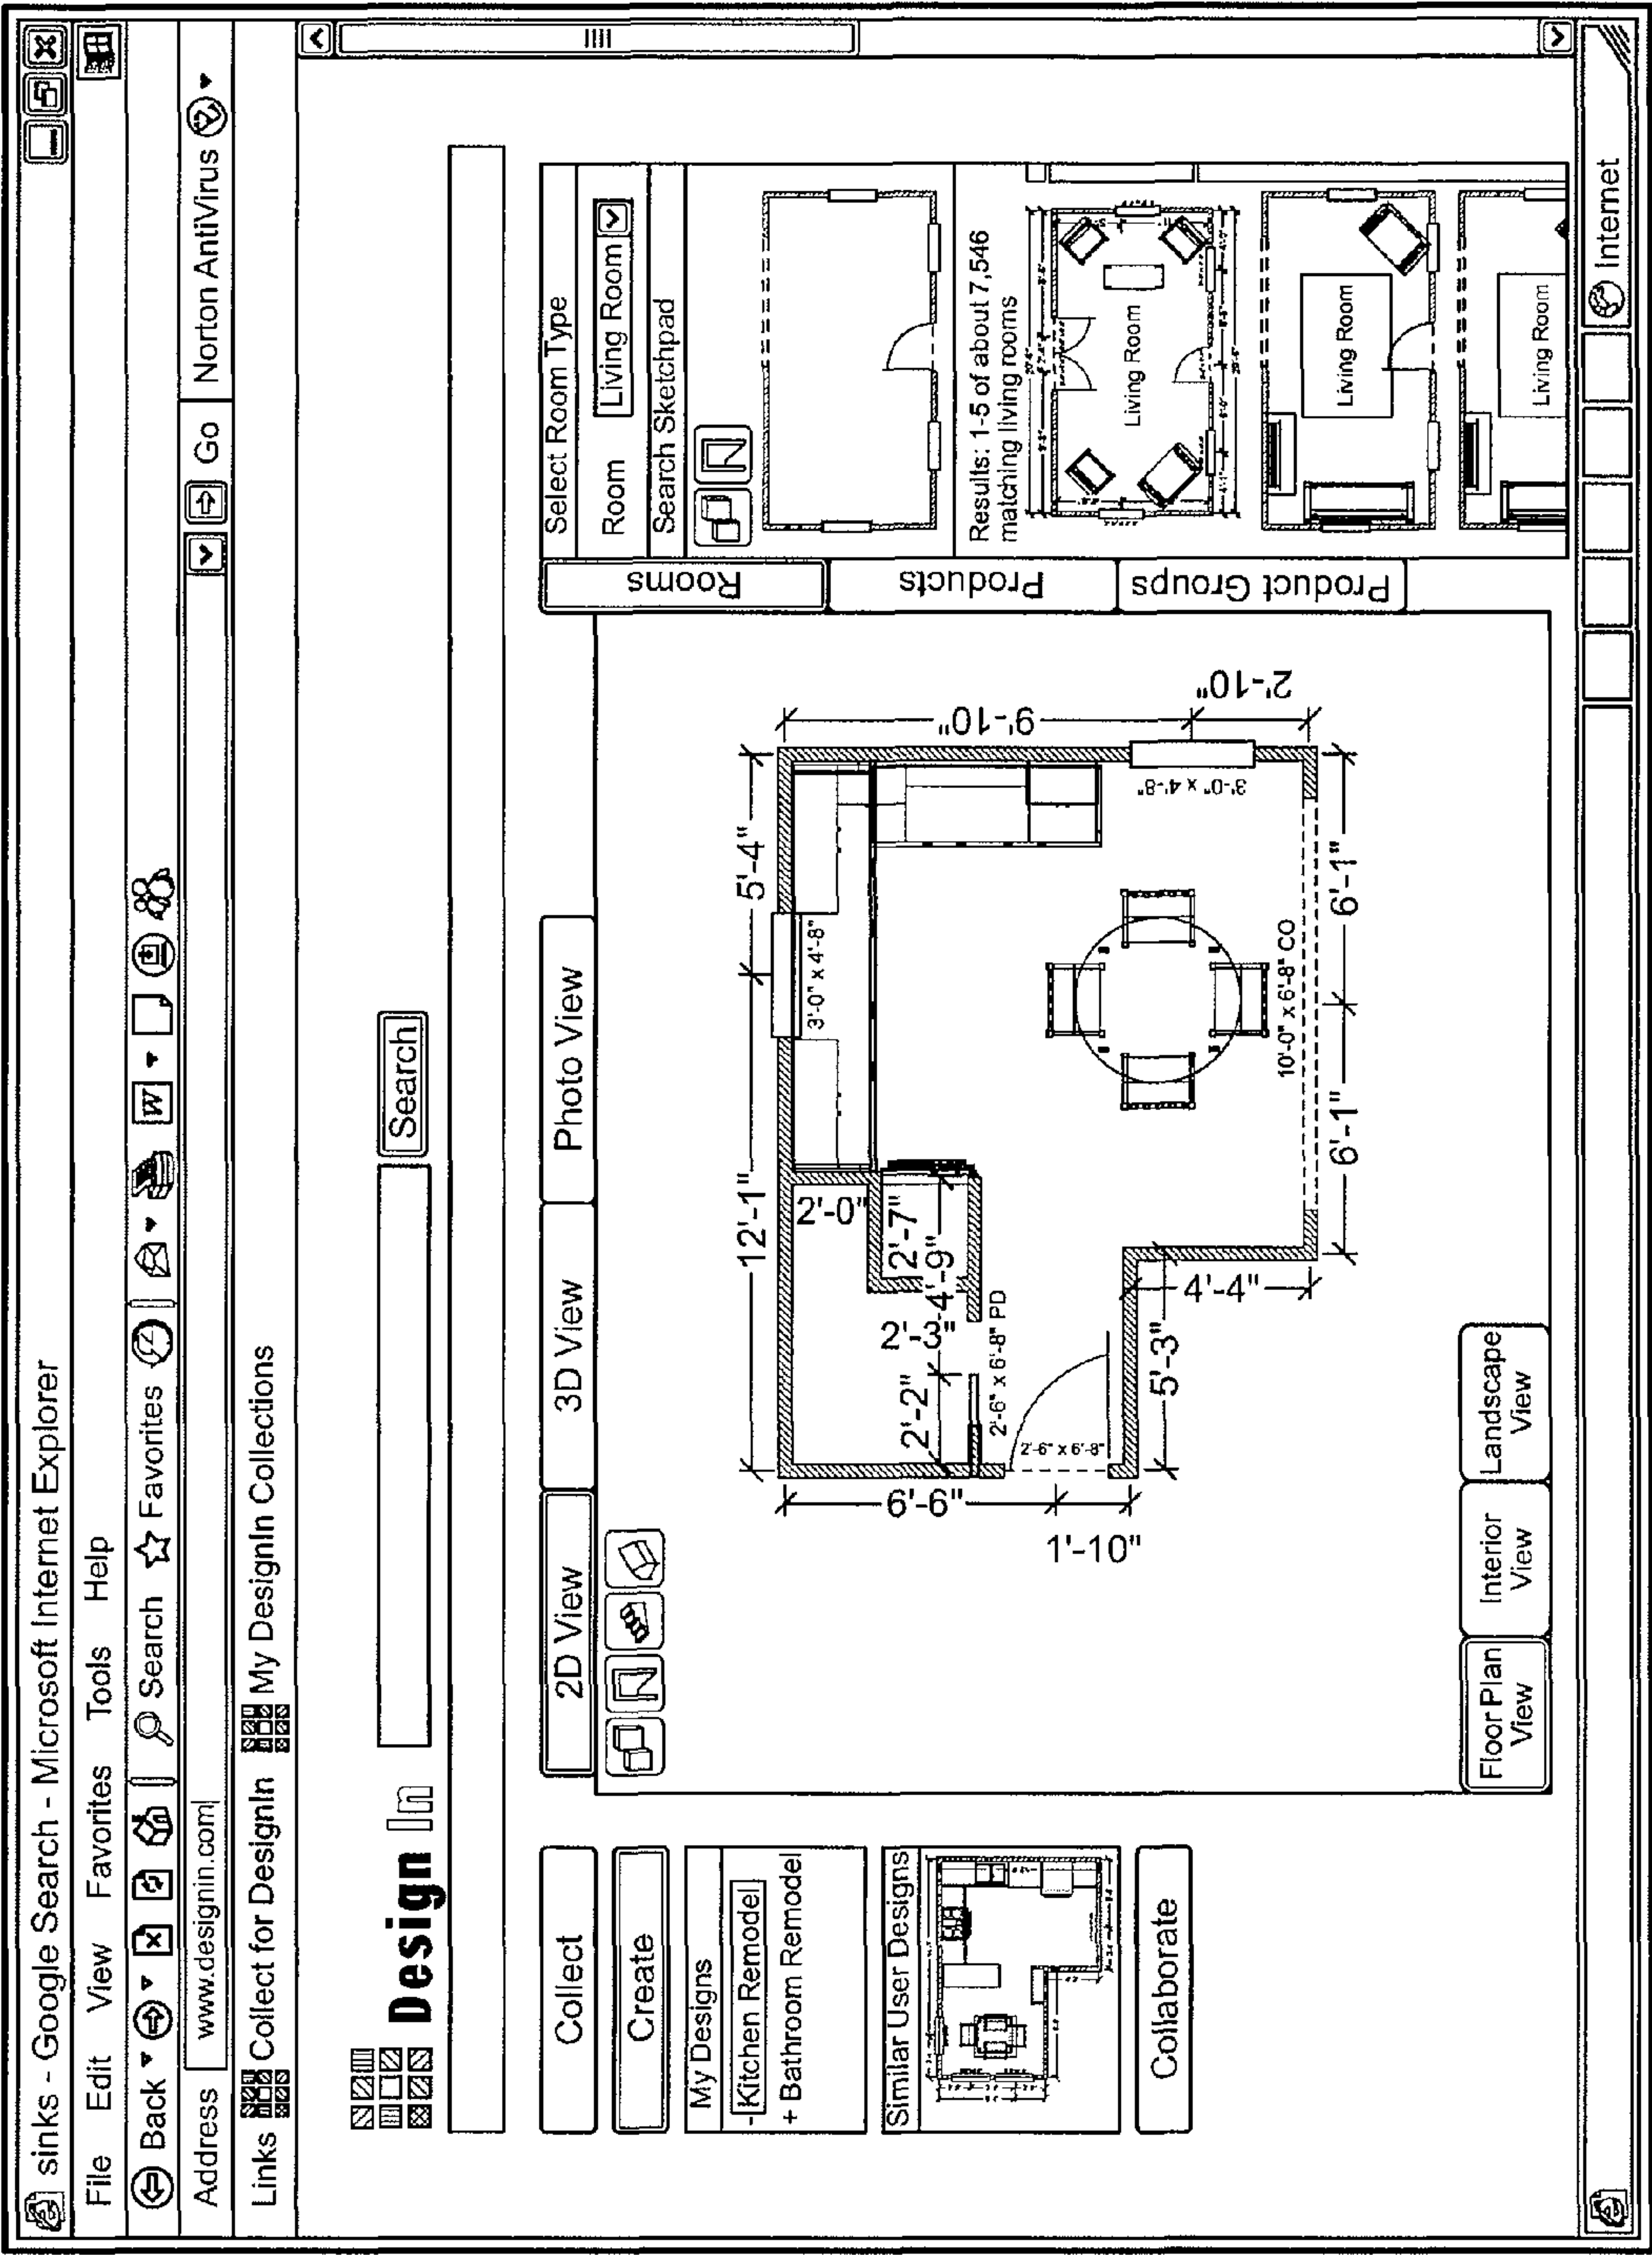 sinks - Google Search - Microsoft Internet Explorer
File Edit View Favorites Tools Help
Back Search Favorites W
Address www.designin.com Go Norton AntiVirus
Links Collect for DesignIn My DesignIn Collections
Design In
Search
Collect
Create
My Designs
- Kitchen Remodel
+ Bathroom Remodel
Similar User Designs
Collaborate
2D View 3D View Photo View
12'-1" 5'-4"
3'-0" x 4'-8"
2'-0"
2'-7"
4'-9"
2'-3"
2'-2"
2'-6" x 6'-8" PD
2'-6" x 6'-8"
6'-6"
1'-10"
5'-3"
4'-4"
9'-10"
3'-0" x 4'-8"
2'-10"
10'-0" x 6'-8" CO
6'-1" 6'-1"
Floor Plan
View
Interior
View
Landscape
View
Rooms
Products
Product Groups
Select Room Type
Room Living Room
Search Sketchpad
Results: 1-5 of about 7,546
matching living rooms
Living Room
Living Room
Living Room
Internet